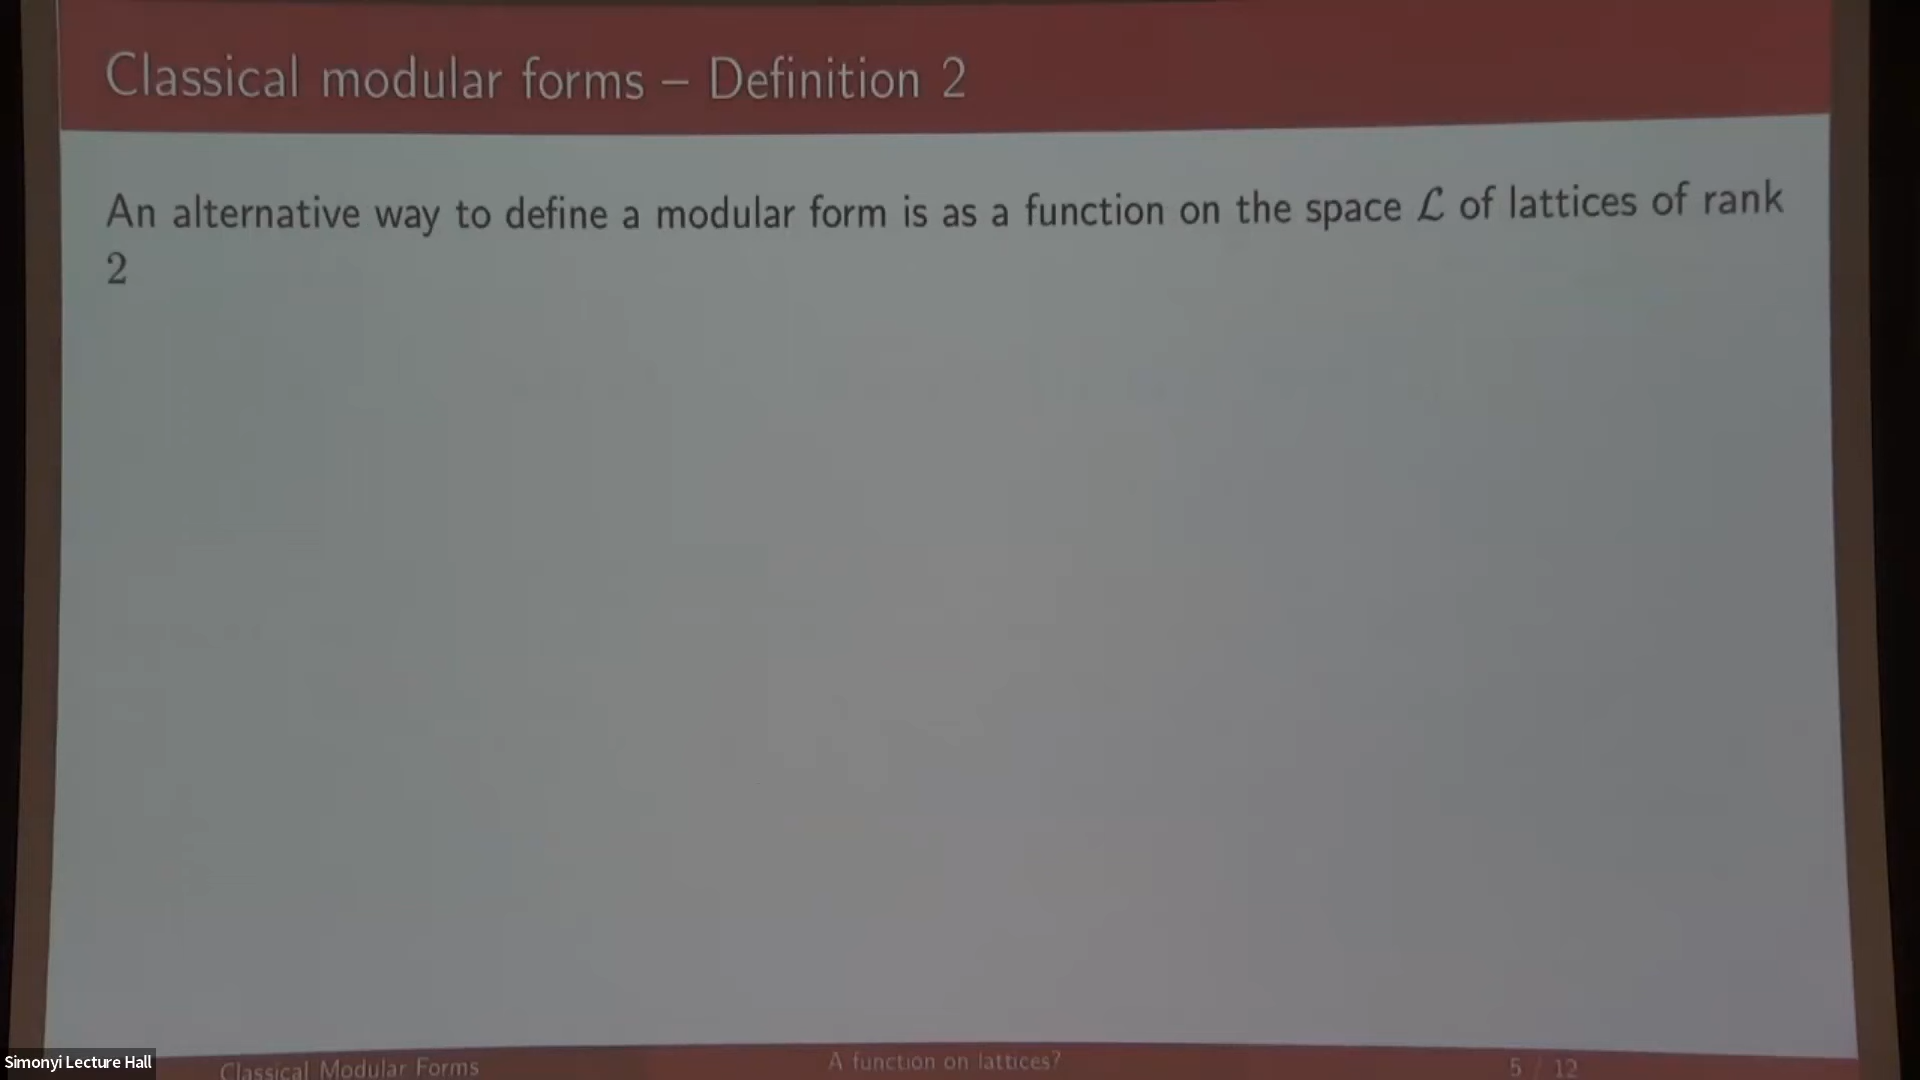 Classical modular forms – Definition 2
An alternative way to define a modular form is as a function on the space ℒ of lattices of rank
2
Simonyi Lecture Hall
Classical Modular Forms
A function on lattices?
5 / 12